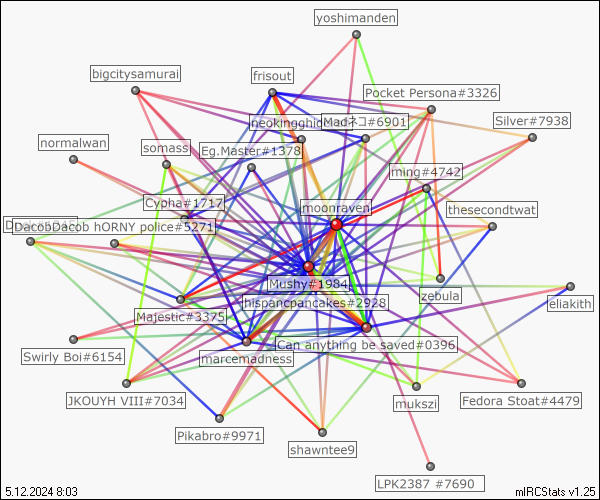 yoshimanden
bigcitysamurai
frisout
Pocket Persona#3326
neokingghidorah
Madネコ#6901
Silver#7938
normalwan
somass
Eg.Master#1378
ming#4742
Cypha#1717
moonraven
thesecondtwat
DacobDacob hORNY police#5271
Mushy#1984
zebula
eliakith
Majestic#3375
hispancpancakes#2928
Swirly Boi#6154
marcemadness
Can anything be saved#0396
JKOUYH VIII#7034
mukszi
Fedora Stoat#4479
Pikabro#9971
shawntee9
LPK2387 #7690
5.12.2024 8:03
mIRCStats v1.25